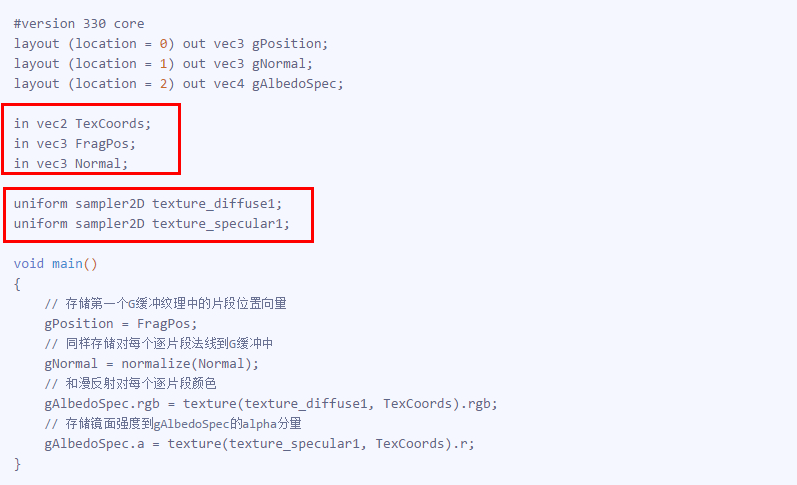 #version 330 core
layout (location = 0) out vec3 gPosition;
layout (location = 1) out vec3 gNormal;
layout (location = 2) out vec4 gAlbedoSpec;
in vec2 TexCoords;
in vec3 FragPos;
in vec3 Normal;
uniform sampler2D texture_diffuse1;
uniform sampler2D texture_specular1;
void main()
{
// 存储第一个G缓冲纹理中的片段位置向量
gPosition = FragPos;
// 同样存储对每个逐片段法线到G缓冲中
gNormal = normalize(Normal);
// 和漫反射对每个逐片段颜色
gAlbedoSpec.rgb = texture(texture_diffuse1, TexCoords).rgb;
// 存储镜面强度到gAlbedoSpec的alpha分量
gAlbedoSpec.a = texture(texture_specular1, TexCoords).r;
}